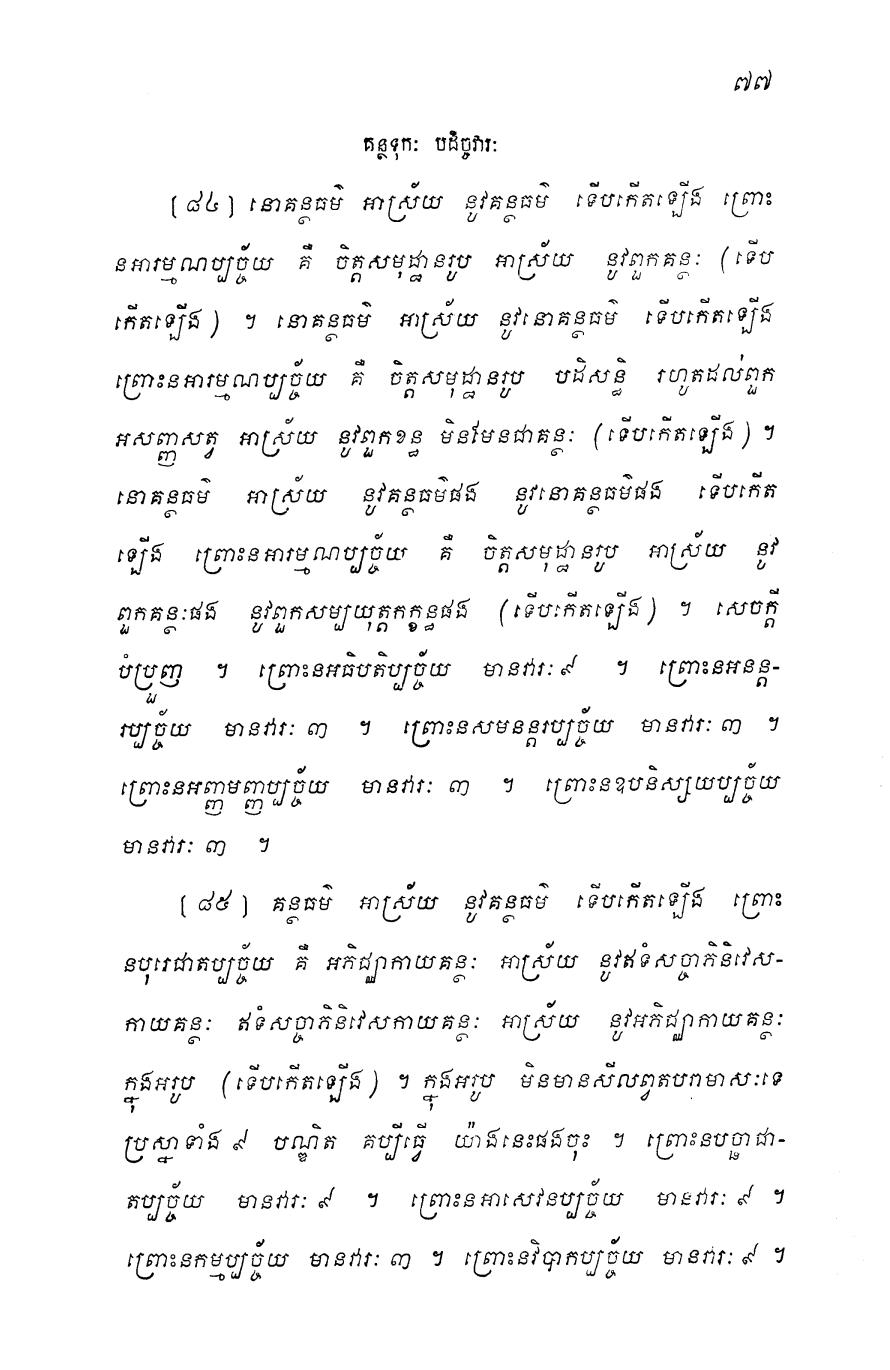 ៧៧
គន្ថទុកៈ បដិច្ចវារៈ
(៨៤) នោគន្ថធម៌ អាស្រ័យ នូវគន្ថធម៌ ទើបកើតឡើង ព្រោះ
នអារម្មណប្បច្ច័យ គឺ ចិត្តសមុដ្ឋានរូប អាស្រ័យ នូវពួកគន្ថៈ (ទើប
កើតឡើង) ។ នោគន្ថធម៌ អាស្រ័យ នូវនោគន្ថធម៌ ទើបកើតឡើង
ព្រោះនអារម្មណប្បច្ច័យ គឺ ចិត្តសមុដ្ឋានរូប បដិសន្ធិ រហូតដល់ពួក
អសញ្ញសត្វ អាស្រ័យ នូវពួកខន្ធ មិនមែនជាគន្ថៈ (ទើបកើតឡើង) ។
នោគន្ថធម៌ អាស្រ័យ នូវគន្ថធម៌ផង នូវនោគន្ថធម៌ផង ទើបកើត
ឡើង ព្រោះនអារម្មណប្បច្ច័យ គឺ ចិត្តសមុដ្ឋានរូប អាស្រ័យ នូវ
ពួកគន្ថៈផង នូវពួកសម្បយុត្តកក្ខន្ធផង (ទើបកើតឡើង) ។ សេចក្តី
បំប្រួញ ។ ព្រោះនអធិបតិប្បច្ច័យ មានវារៈ ៩ ។ ព្រោះនអនន្ត-
រប្បច្ច័យ មានវារៈ ៣ ។ ព្រោះនសមនន្តរប្បច្ច័យ មានវារៈ ៣ ។
ព្រោះនអញ្ញមញ្ញប្បច្ច័យ មានវារៈ ៣ ។ ព្រោះនឧបនិស្សយប្បច្ច័យ
មានវារៈ ៣ ។
(៨៥) គន្ថធម៌ អាស្រ័យ នូវគន្ថធម៌ ទើបកើតឡើង ព្រោះ
នបុរេជាតប្បច្ច័យ គឺ អភិជ្ឈាកាយគន្ថៈ អាស្រ័យ នូវឥទំសច្ចាភិនិវេស-
កាយគន្ថៈ ឥទំសច្ចាភិនិវេសកាយគន្ថៈ អាស្រ័យ នូវអភិជ្ឈាកាយគន្ថៈ
ក្នុងអរូប (ទើបកើតឡើង) ។ ក្នុងអរូប មិនមានសីលព្វតបរាមាសៈទេ
ប្រស្នាទាំង ៩ បណ្ឌិត គប្បីធ្វើ យ៉ាងនេះផងចុះ ។ ព្រោះនបច្ឆាជា-
តប្បច្ច័យ មានវារៈ ៩ ។ ព្រោះនអាសេវនប្បច្ច័យ មានវារៈ ៩ ។
ព្រោះនកម្មប្បច្ច័យ មានវារៈ ៣ ។ ព្រោះនវិបាកប្បច្ច័យ មានវារៈ ៩ ។